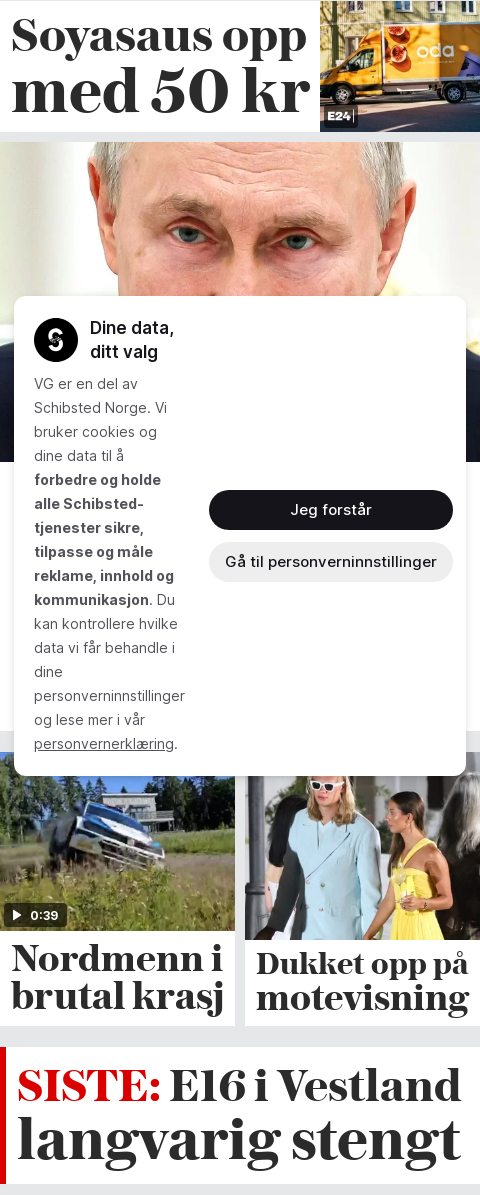 Soyasaus opp
med 50 kr
oda
E24
Dine data,
ditt valg
VG er en del av
Schibsted Norge. Vi
bruker cookies og
dine data til å
forbedre og holde
alle Schibsted-
tjenester sikre,
tilpasse og måle
reklame, innhold og
kommunikasjon. Du
kan kontrollere hvilke
data vi får behandle i
dine
personverninnstillinger
og lese mer i vår
personvernerklæring.
Jeg forstår
Gå til personverninnstillinger
0:39
Nordmenn i
brutal krasj
Dukket opp på
motevisning
SISTE: E16 i Vestland
langvarig stengt